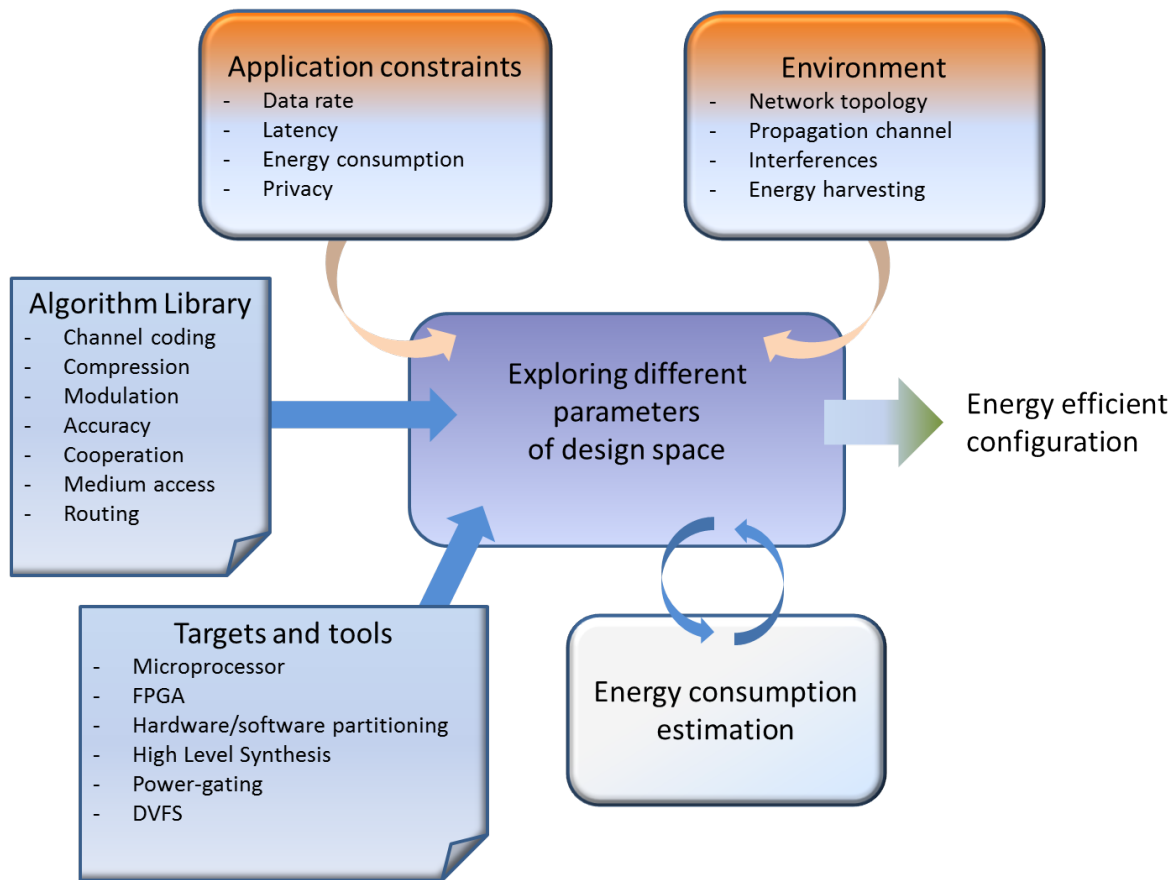 Application constraints
- Data rate
- Latency
- Energy consumption
- Privacy
Environment
- Network topology
- Propagation channel
- Interferences
- Energy harvesting
Algorithm Library
- Channel coding
- Compression
- Modulation
- Accuracy
- Cooperation
- Medium access
- Routing
Exploring different
parameters
of design space
Energy efficient
configuration
Targets and tools
- Microprocessor
- FPGA
- Hardware/software partitioning
- High Level Synthesis
- Power-gating
- DVFS
Energy consumption
estimation